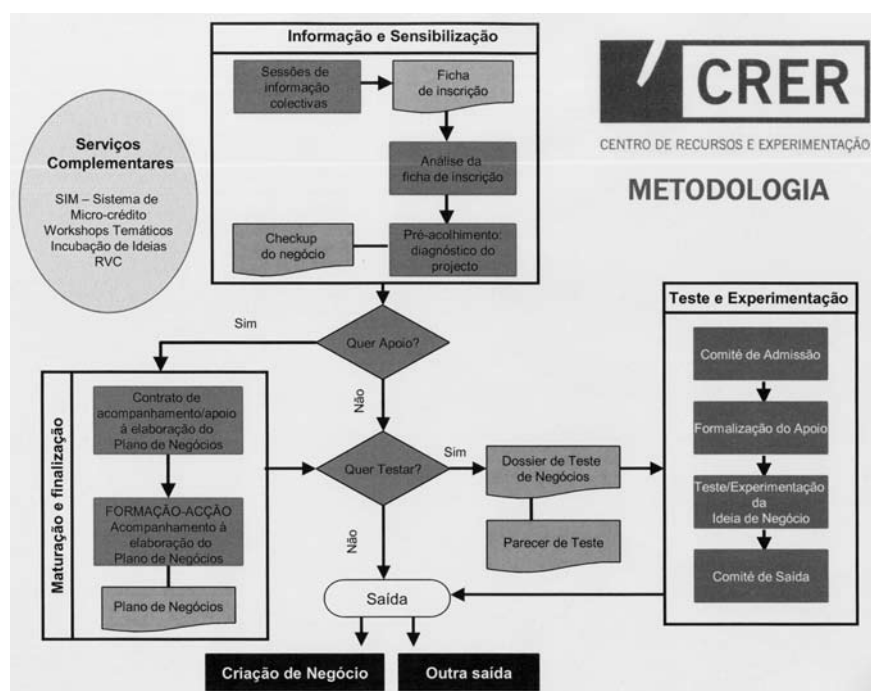 Informação e Sensibilização
Sessões de
informação
colectivas
Ficha
de inscrição
Análise da
ficha de inscrição
Checkup
do negócio
Pré-acolhimento:
diagnóstico do
projecto
CRER
CENTRO DE RECURSOS E EXPERIMENTAÇÃO
METODOLOGIA
Serviços
Complementares
SIM – Sistema de
Micro-crédito
Workshops Temáticos
Incubação de Ideias
RVC
Sim
Quer Apoio?
Não
Maturação e finalização
Contrato de
acompanhamento/apoio
à elaboração do
Plano de Negócios
FORMAÇÃO-ACÇÃO
Acompanhamento à
elaboração do
Plano de Negócios
Plano de Negócios
Quer Testar?
Sim
Não
Dossier de Teste
de Negócios
Parecer de Teste
Teste e Experimentação
Comité de Admissão
Formalização do Apoio
Teste/Experimentação
da
Ideia de Negócio
Comité de Saída
Saída
Criação de Negócio
Outra saída